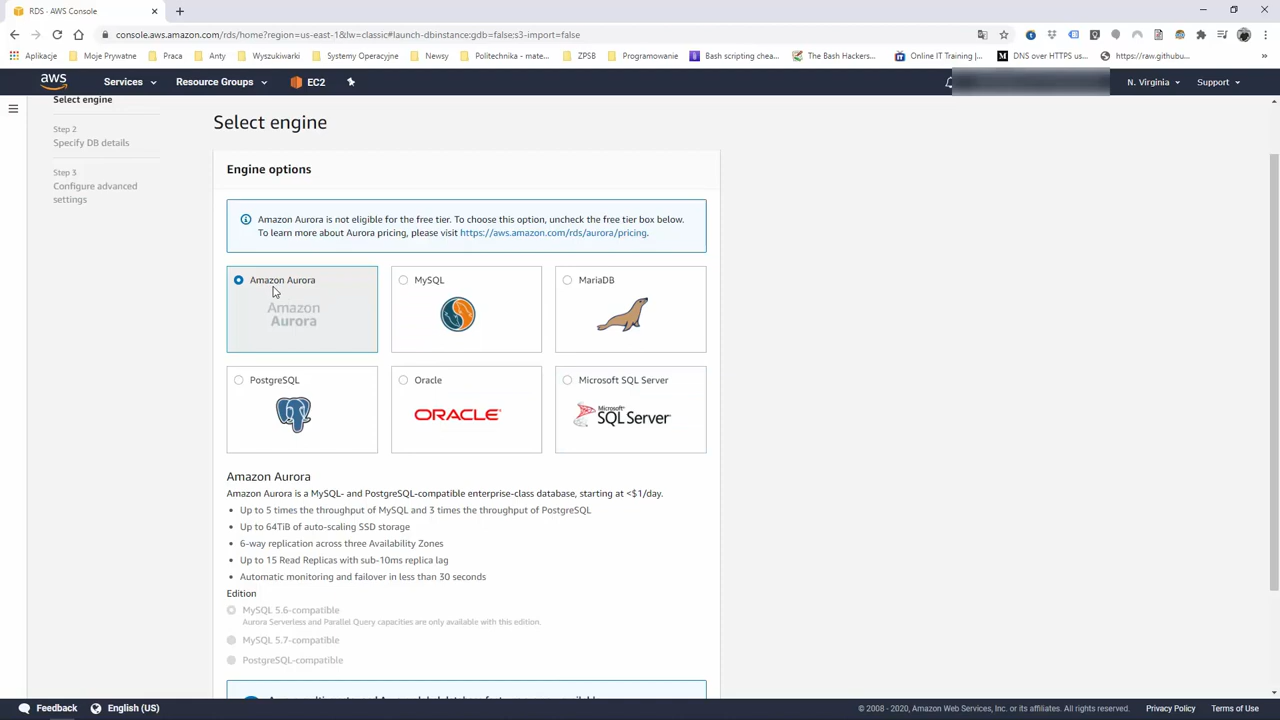 RDS - AWS Console
console.aws.amazon.com/rds/home?region=us-east-1&lw=classic#launch-dbinstance:gdb=false;s3-import=false
Aplikacje Moje Prywatne Praca Anty Wyszukiwarki Systemy Operacyjne Newsy Politechnika - mate... ZPSB Programowanie Bash scripting chea... The Bash Hackers... Online IT Training |... DNS over HTTPS us... https://raw.githubu...
aws Services Resource Groups EC2 N. Virginia Support
Select engine
Step 2
Specify DB details
Step 3
Configure advanced
settings
Select engine
Engine options
Amazon Aurora is not eligible for the free tier. To choose this option, uncheck the free tier box below.
To learn more about Aurora pricing, please visit https://aws.amazon.com/rds/aurora/pricing.
Amazon Aurora MySQL MariaDB
Amazon
Aurora
PostgreSQL Oracle Microsoft SQL Server
ORACLE Microsoft SQL Server
Amazon Aurora
Amazon Aurora is a MySQL- and PostgreSQL-compatible enterprise-class database, starting at <$1/day.
• Up to 5 times the throughput of MySQL and 3 times the throughput of PostgreSQL
• Up to 64TiB of auto-scaling SSD storage
• 6-way replication across three Availability Zones
• Up to 15 Read Replicas with sub-10ms replica lag
• Automatic monitoring and failover in less than 30 seconds
Edition
MySQL 5.6-compatible
Aurora Serverless and Parallel Query capacities are only available with this edition.
MySQL 5.7-compatible
PostgreSQL-compatible
Feedback English (US) © 2008 - 2020, Amazon Web Services, Inc. or its affiliates. All rights reserved. Privacy Policy Terms of Use